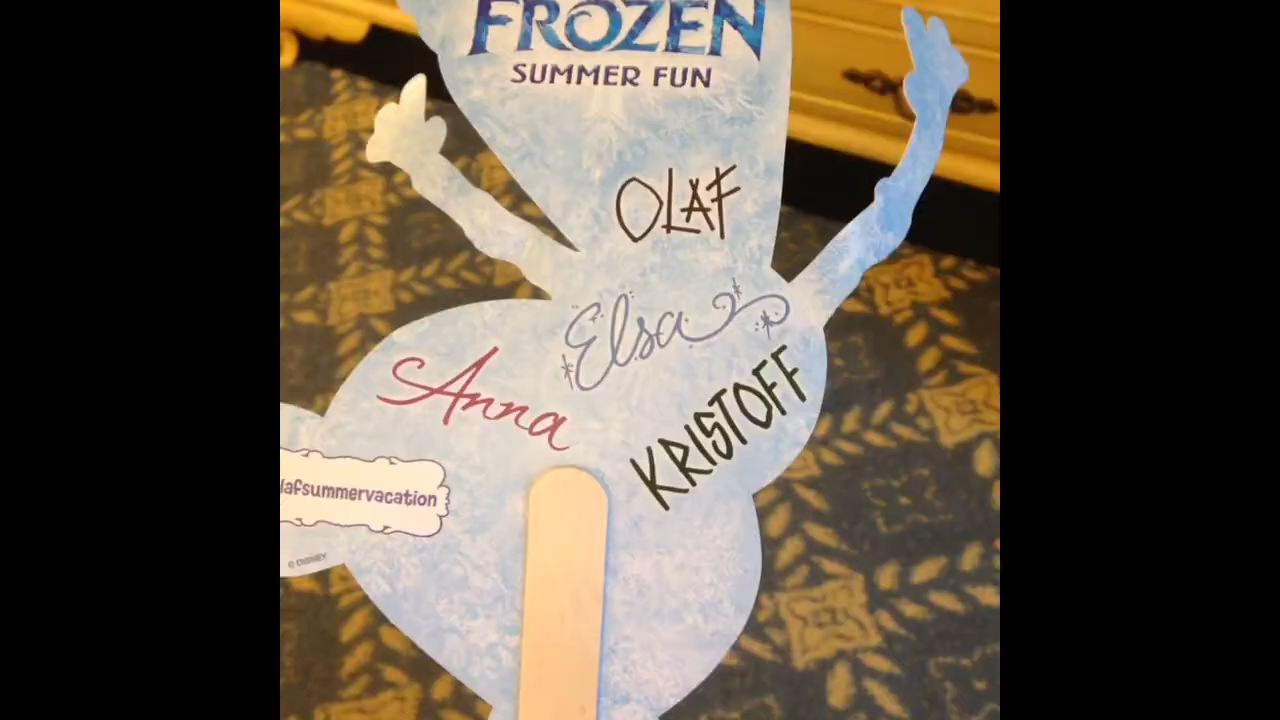 FROZEN
SUMMER FUN
OLAF
Elsa
Anna
KRISTOFF
lafsummervacation
© DISNEY